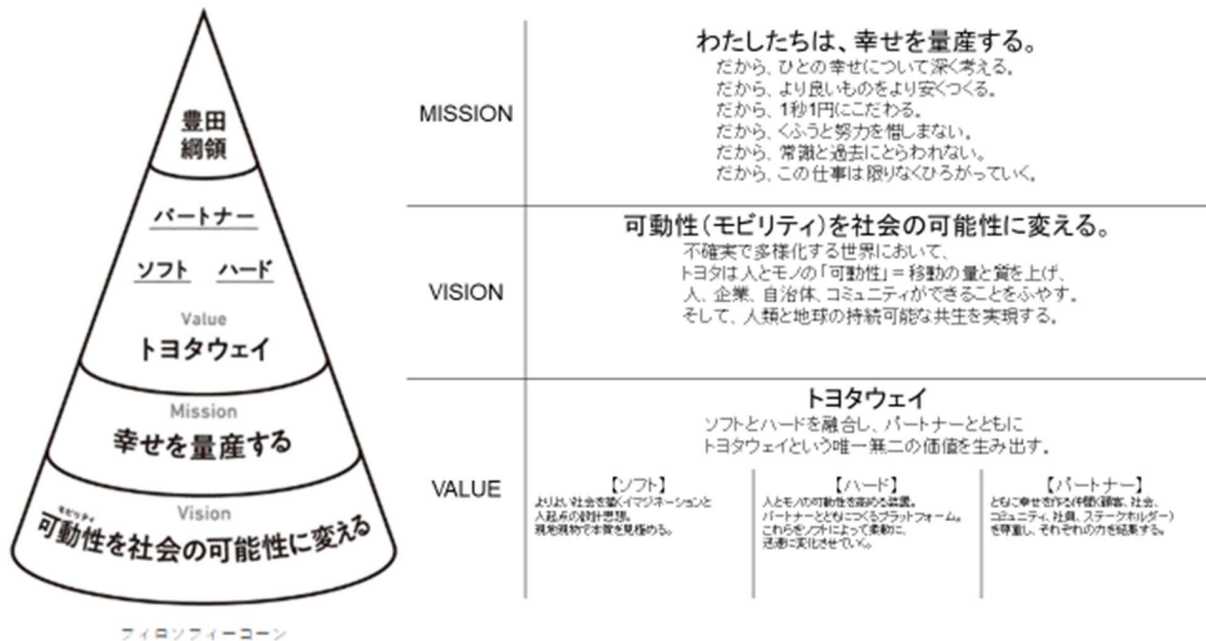 豊田
綱領
パートナー
ソフト ハード
Value
トヨタウェイ
Mission
幸せを量産する
Vision
モビリティ
可動性を社会の可能性に変える
フィロソフィーコーン
MISSION
わたしたちは、幸せを量産する。
だから、ひとの幸せについて深く考える。
だから、より良いものをより安くつくる。
だから、1秒1円にこだわる。
だから、くふうと努力を惜しまない。
だから、常識と過去にとらわれない。
だから、この仕事は限りなくひろがっていく。
VISION
可動性(モビリティ)を社会の可能性に変える。
不確実で多様化する世界において、
トヨタは人とモノの「可動性」=移動の量と質を上げ、
人、企業、自治体、コミュニティができることをふやす。
そして、人類と地球の持続可能な共生を実現する。
VALUE
トヨタウェイ
ソフトとハードを融合し、パートナーとともに
トヨタウェイという唯一無二の価値を生み出す。
【ソフト】
よりよい社会を描くイマジネーションと
人起点の設計思想。
現地現物で本質を見極める。
【ハード】
人とモノの可動性を高める装置。
パートナーとともにつくるプラットフォーム。
これらをソフトによって柔軟に、
迅速に変化させていく。
【パートナー】
ともに幸せを作る仲間(顧客、社会、
コミュニティ、社員、ステークホルダー)
を尊重し、それぞれの力を結集する。